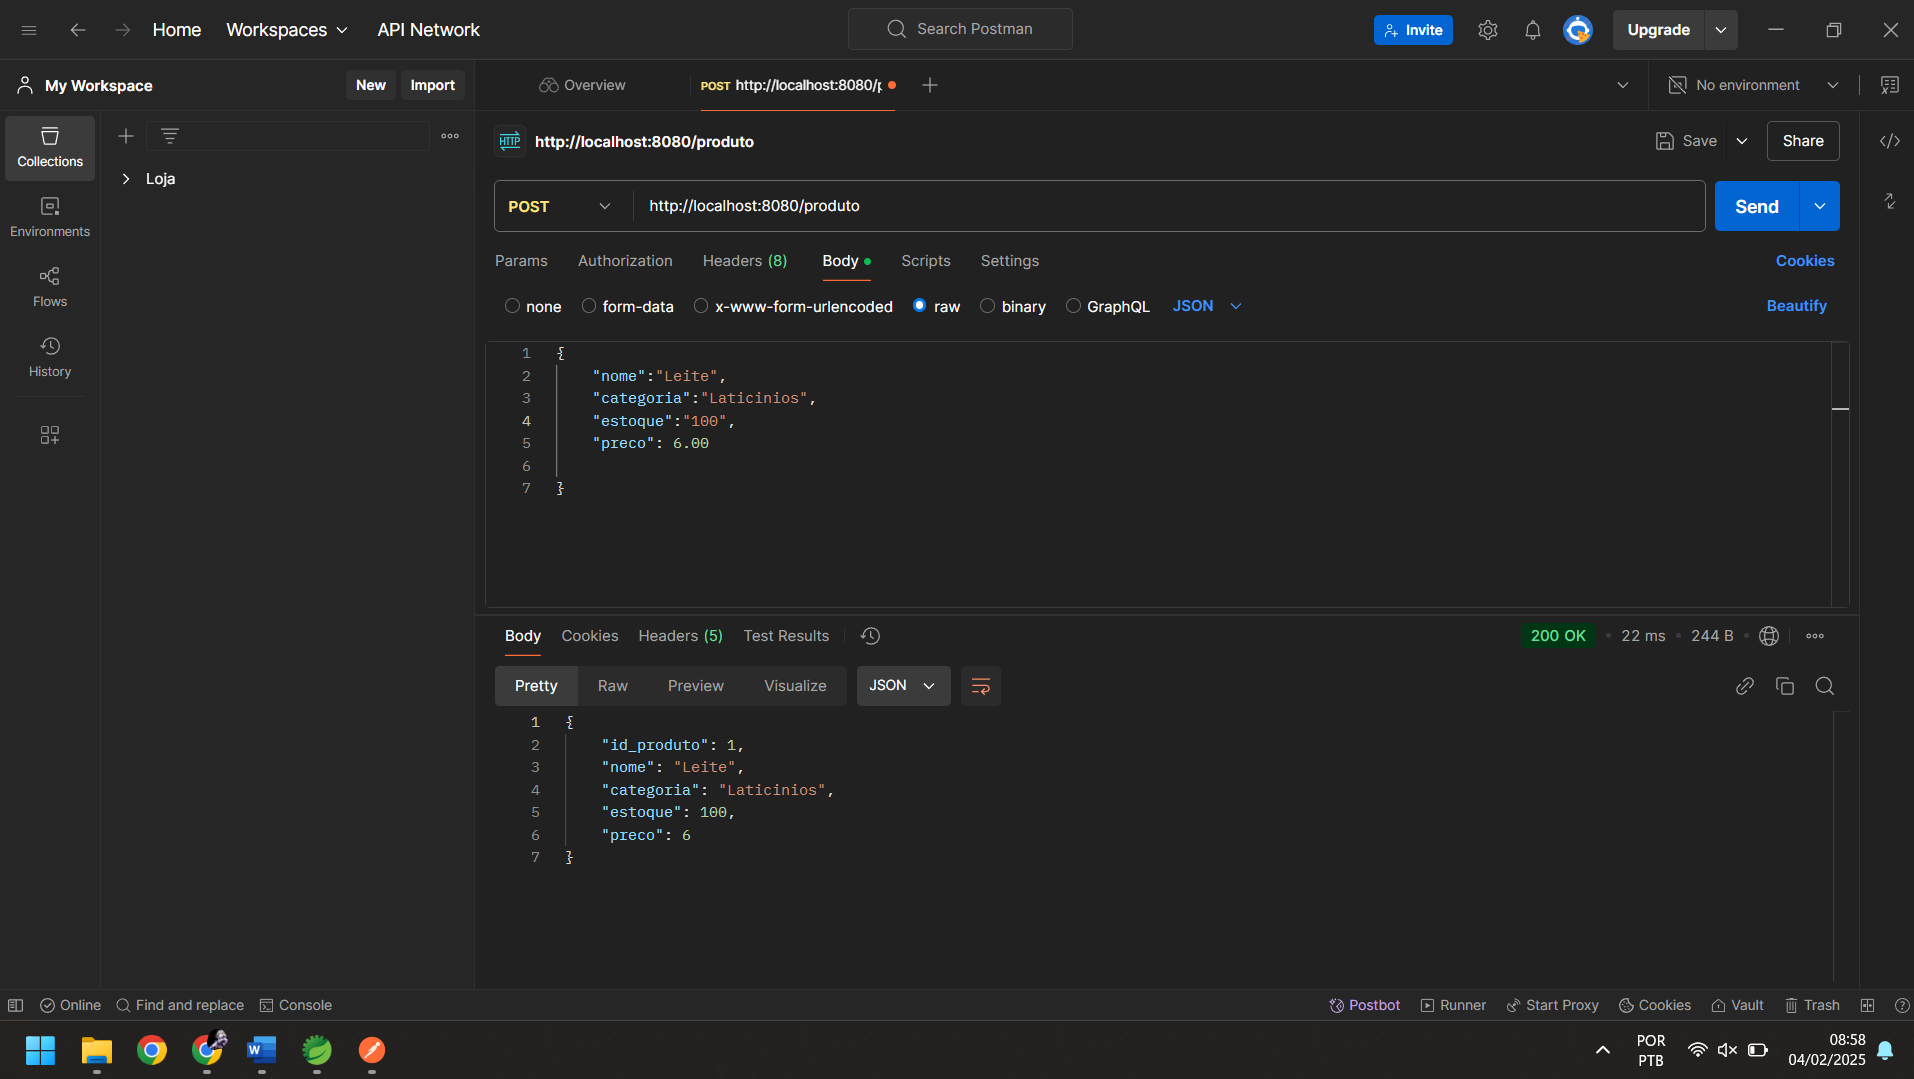 Home Workspaces API Network Search Postman Invite Upgrade
My Workspace New Import Overview POST http://localhost:8080/p No environment
HTTP http://localhost:8080/produto Save Share
Collections
Loja
Environments
Flows
History
POST http://localhost:8080/produto Send
Params Authorization Headers (8) Body Scripts Settings Cookies
none form-data x-www-form-urlencoded raw binary GraphQL JSON Beautify
1 {
2 "nome":"Leite",
3 "categoria":"Laticinios",
4 "estoque":"100",
5 "preco": 6.00
6
7 }
Body Cookies Headers (5) Test Results 200 OK • 22 ms • 244 B •
Pretty Raw Preview Visualize JSON
1 {
2 "id_produto": 1,
3 "nome": "Leite",
4 "categoria": "Laticinios",
5 "estoque": 100,
6 "preco": 6
7 }
Online Find and replace Console Postbot Runner Start Proxy Cookies Vault Trash
POR
PTB
08:58
04/02/2025